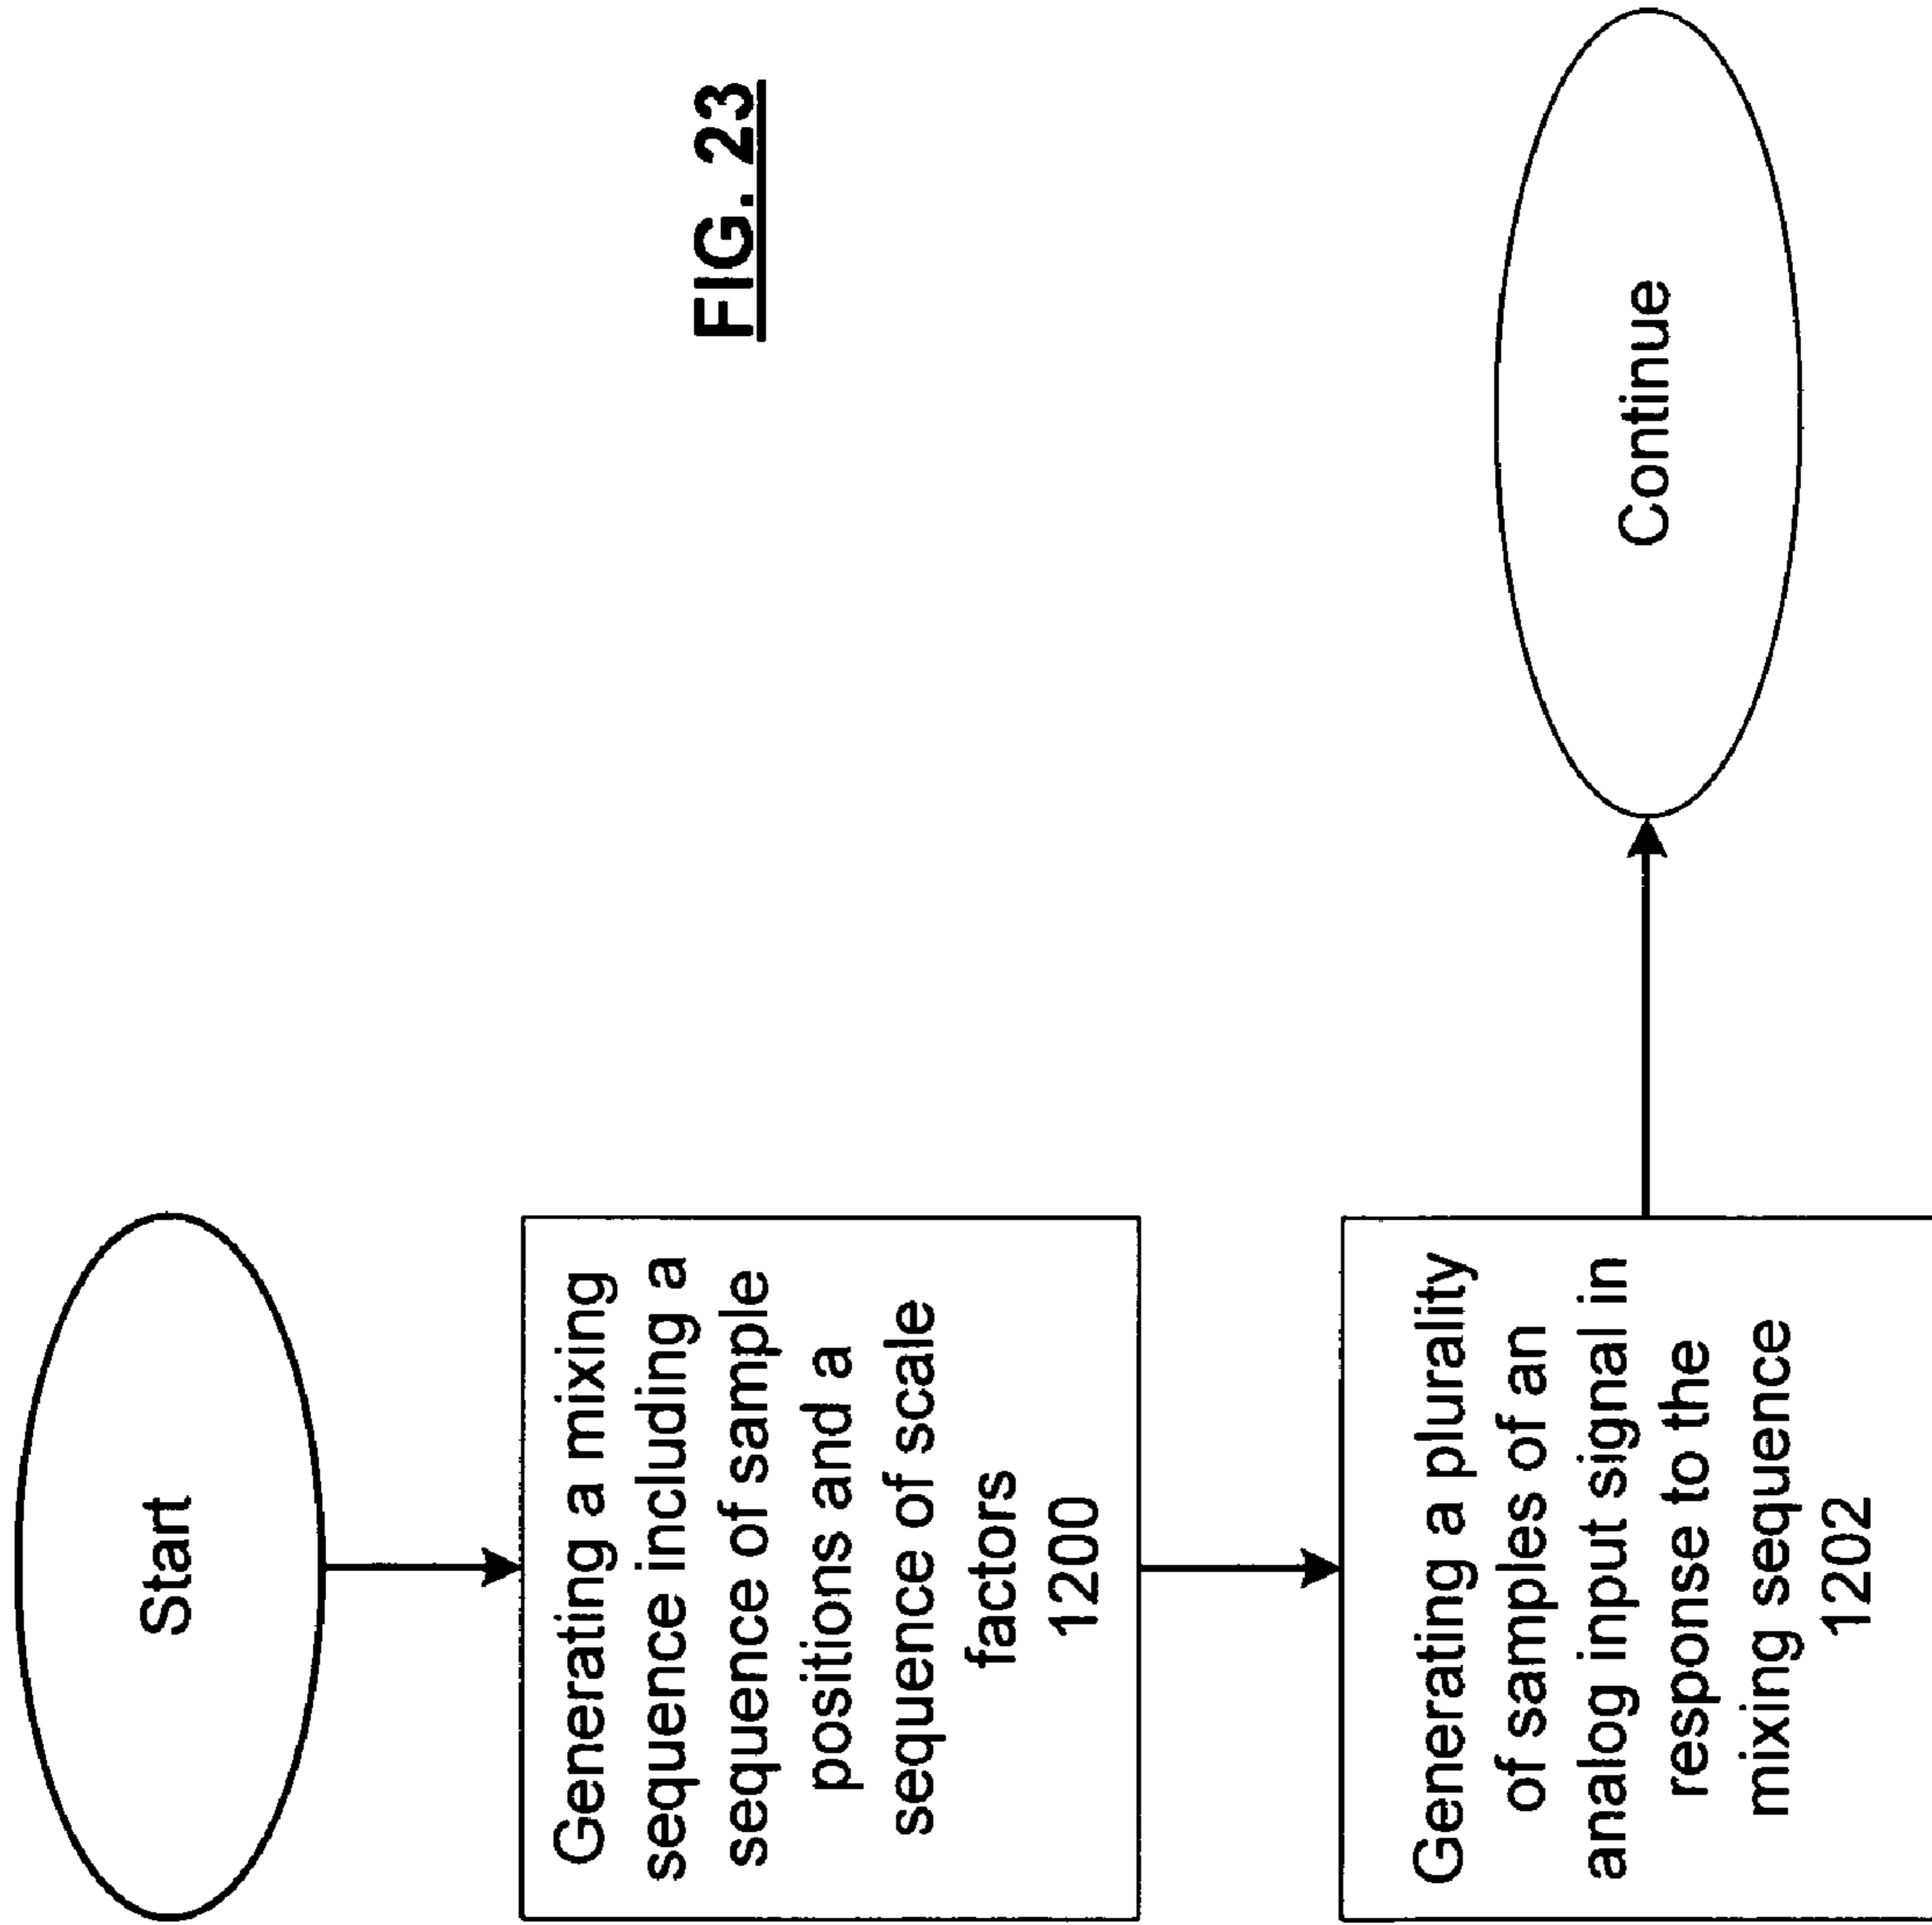 Start
Generating a mixing
sequence including a
sequence of sample
positions and a
sequence of scale
factors
1200
Generating a plurality
of samples of an
analog input signal in
response to the
mixing sequence
1202
Continue
FIG. 23